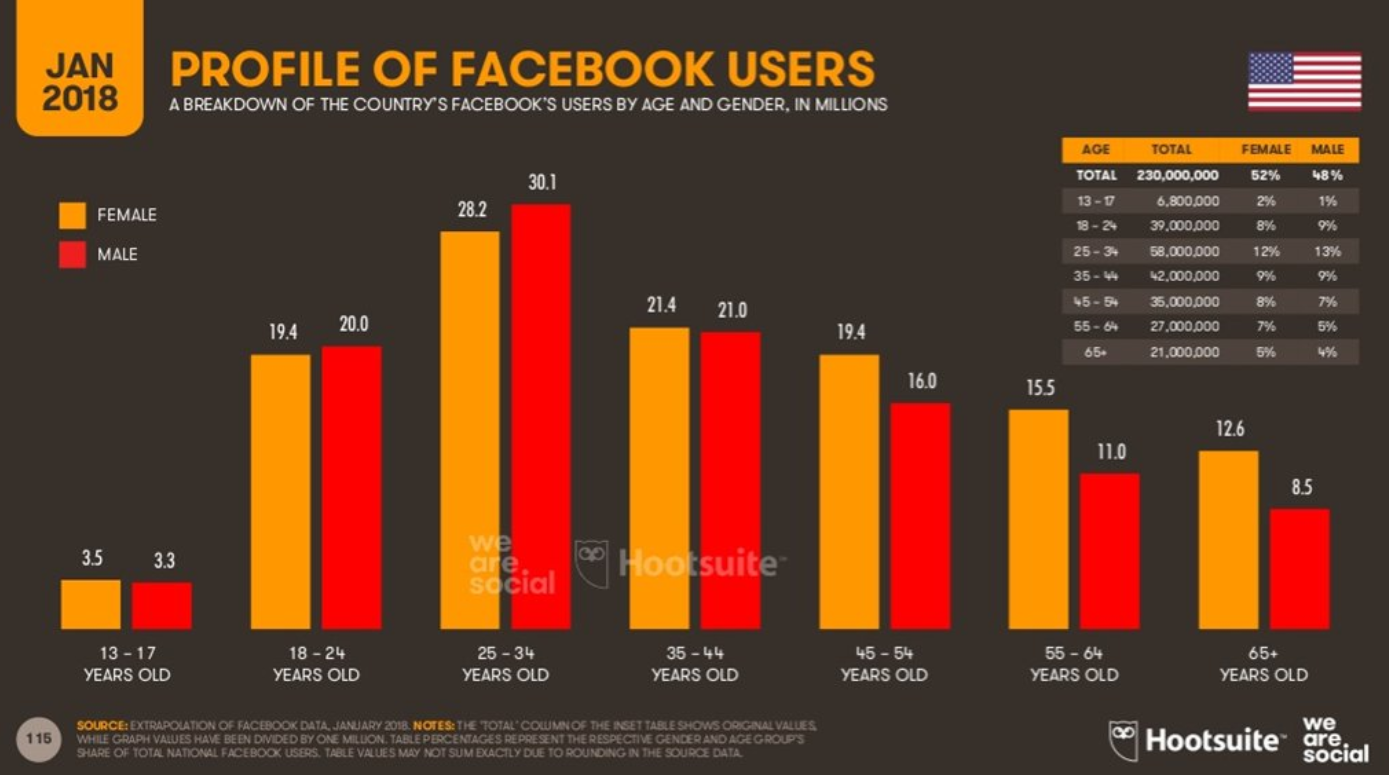 JAN
2018
PROFILE OF FACEBOOK USERS
A BREAKDOWN OF THE COUNTRY'S FACEBOOK'S USERS BY AGE AND GENDER, IN MILLIONS
FEMALE
MALE
AGE TOTAL FEMALE MALE
TOTAL 230,000,000 52% 48%
13 – 17 6,800,000 2% 1%
18 – 24 39,000,000 8% 9%
25 – 34 58,000,000 12% 13%
35 – 44 42,000,000 9% 9%
45 – 54 35,000,000 8% 7%
55 – 64 27,000,000 7% 5%
65+ 21,000,000 5% 4%
3.5 3.3
19.4 20.0
28.2 30.1
21.4 21.0
19.4 16.0
15.5 11.0
12.6 8.5
we
are
social
Hootsuite™
13 – 17
YEARS OLD
18 – 24
YEARS OLD
25 – 34
YEARS OLD
35 – 44
YEARS OLD
45 – 54
YEARS OLD
55 – 64
YEARS OLD
65+
YEARS OLD
115
SOURCE: EXTRAPOLATION OF FACEBOOK DATA, JANUARY 2018. NOTES: THE 'TOTAL' COLUMN OF THE INSET TABLE SHOWS ORIGINAL VALUES,
WHILE GRAPH VALUES HAVE BEEN DIVIDED BY ONE MILLION. TABLE PERCENTAGES REPRESENT THE RESPECTIVE GENDER AND AGE GROUP'S
SHARE OF TOTAL NATIONAL FACEBOOK USERS. TABLE VALUES MAY NOT SUM EXACTLY DUE TO ROUNDING IN THE SOURCE DATA.
Hootsuite™
we
are
social